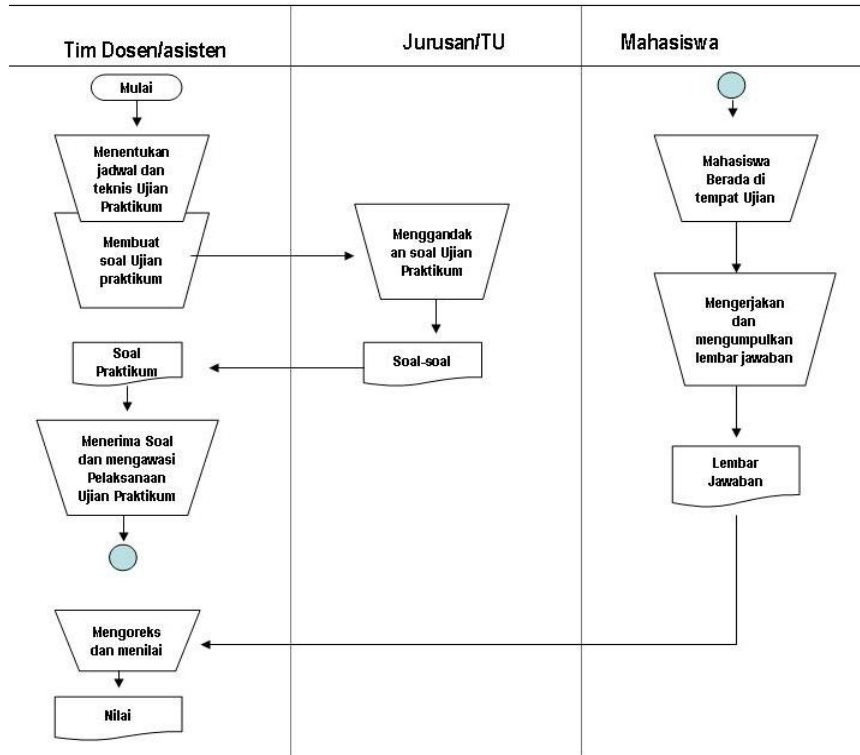 Tim Dosen/asisten
Jurusan/TU
Mahasiswa
Mulai
Menentukan
jadwal dan
teknis Ujian
Praktikum
Membuat
soal Ujian
praktikum
Menggandak
an soal Ujian
Praktikum
Soal-soal
Soal
Praktikum
Menerima Soal
dan mengawasi
Pelaksanaan
Ujian Praktikum
Mahasiswa
Berada di
tempat Ujian
Mengerjakan
dan
mengumpulkan
lembar jawaban
Lembar
Jawaban
Mengoreks
dan menilai
Nilai